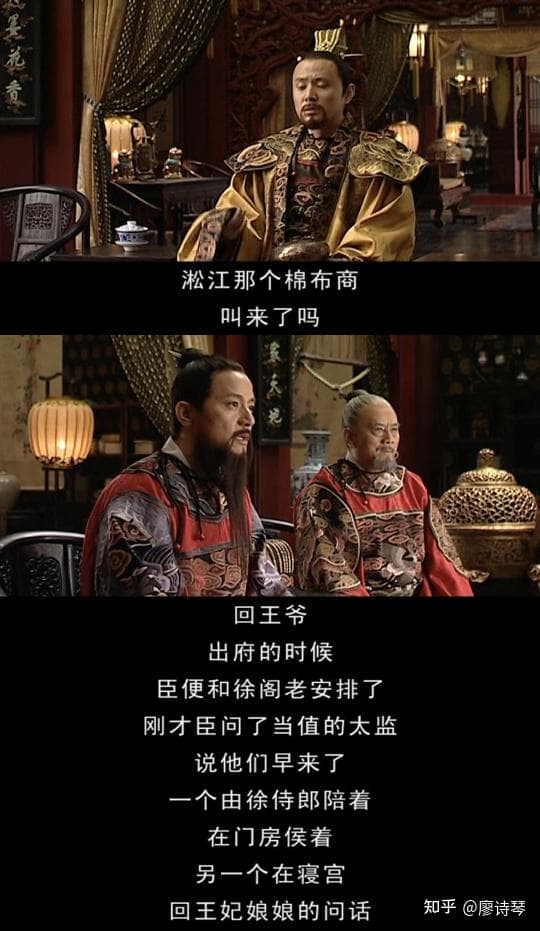 墨花香
淞江那个棉布商
叫来了吗
回王爷
出府的时候
臣便和徐阁老安排了
刚才臣问了当值的太监
说他们早来了
一个由徐侍郎陪着
在门房侯着
另一个在寝宫
回王妃娘娘的问话
知乎 @廖诗琴